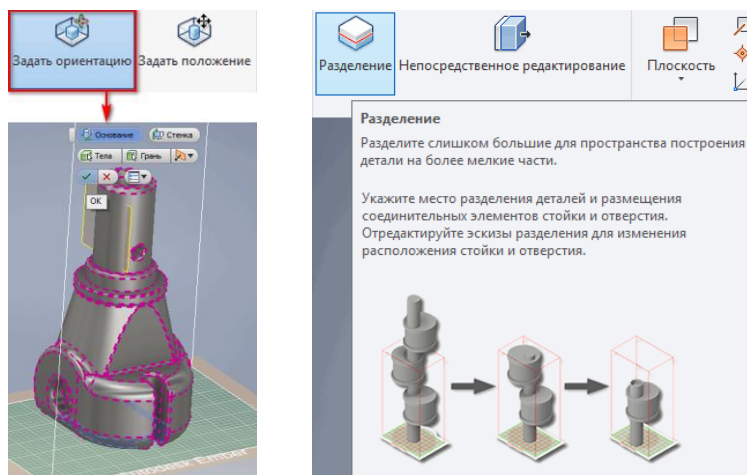 Задать ориентацию
Задать положение
Основание
Стенка
Тела
Грань
ОК
Autodesk Ember
Разделение
Непосредственное редактирование
Плоскость
Разделение
Разделите слишком большие для пространства построения
детали на более мелкие части.
Укажите место разделения деталей и размещения
соединительных элементов стойки и отверстия.
Отредактируйте эскизы разделения для изменения
расположения стойки и отверстия.